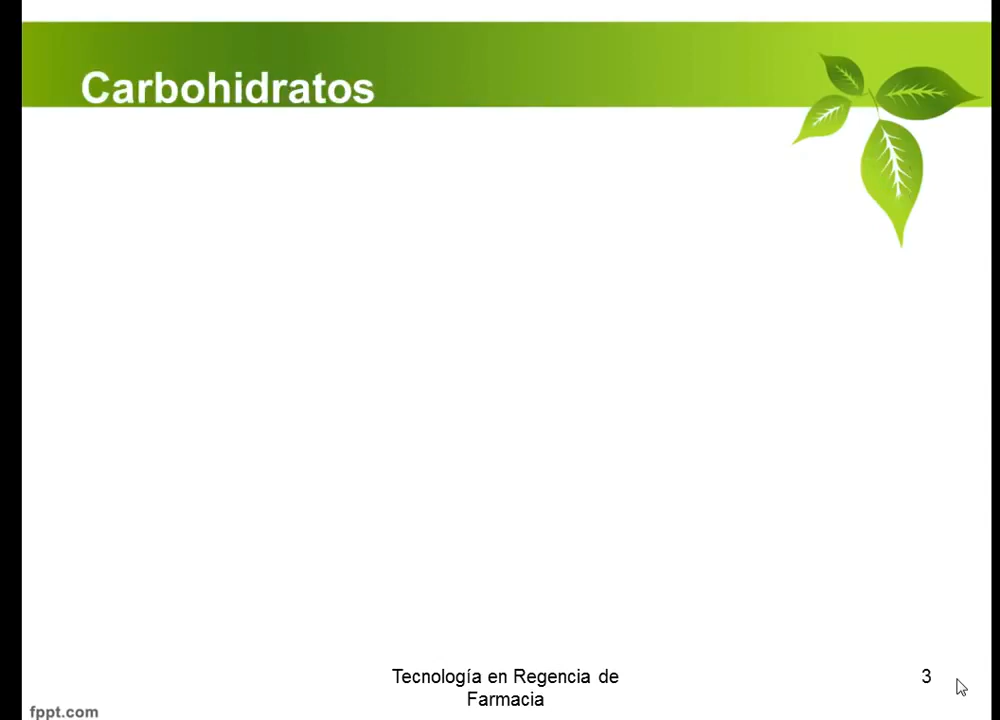 Carbohidratos
Tecnología en Regencia de
Farmacia
3
fppt.com